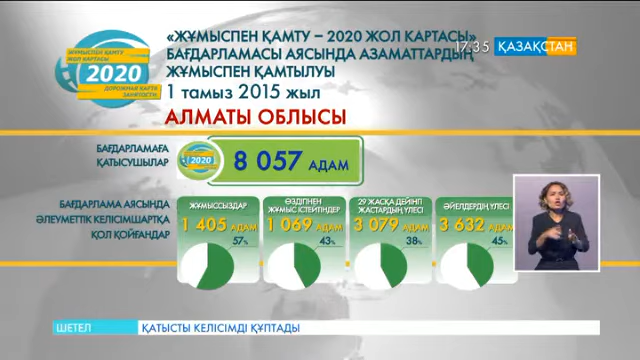 «ЖҰМЫСПЕН ҚАМТУ – 2020 ЖОЛ КАРТАСЫ»
БАҒДАРЛАМАСЫ АЯСЫНДА АЗАМАТТАРДЫҢ
ЖҰМЫСПЕН ҚАМТЫЛУЫ
1 тамыз 2015 жыл
АЛМАТЫ ОБЛЫСЫ
17.35 ҚАЗАҚСТАН
ЖҰМЫСПЕН ҚАМТУ
ЖОЛ КАРТАСЫ
2020
ДОРОЖНАЯ КАРТА
ЗАНЯТОСТИ
БАҒДАРЛАМАҒА
ҚАТЫСУШЫЛАР
2020
8 057 АДАМ
БАҒДАРЛАМА АЯСЫНДА
ӘЛЕУМЕТТІК КЕЛІСІМШАРТҚА
ҚОЛ ҚОЙҒАНДАР
ЖҰМЫССЫЗДАР
1 405 АДАМ
57%
ӨЗДІГІНЕН
ЖҰМЫС ІСТЕЙТІНДЕР
1 069 АДАМ
43%
29 ЖАСҚА ДЕЙІНГІ
ЖАСТАРДЫҢ ҮЛЕСІ
3 079 АДАМ
38%
ӘЙЕЛДЕРДІҢ ҮЛЕСІ
3 632 АДАМ
45%
ШЕТЕЛ
ҚАТЫСТЫ КЕЛІСІМДІ ҚҰПТАДЫ